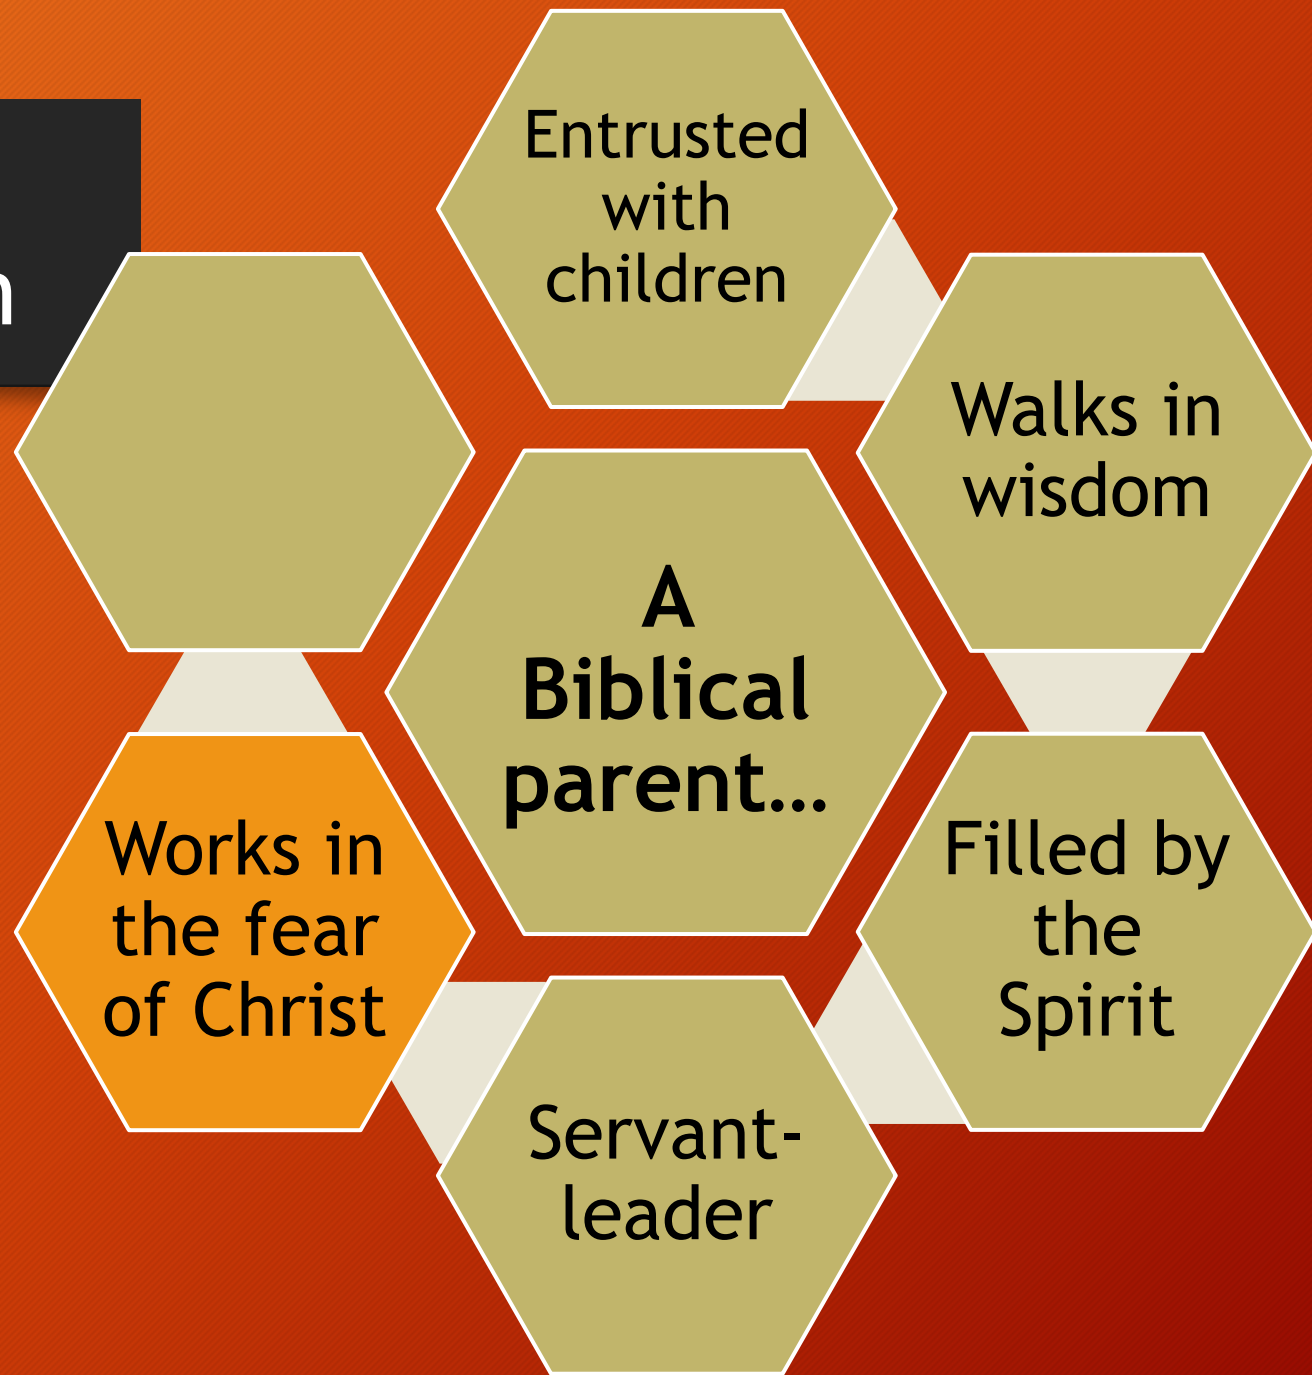 n
Entrusted
with
children
Walks in
wisdom
A
Biblical
parent…
Filled by
the
Spirit
Servant-
leader
Works in
the fear
of Christ